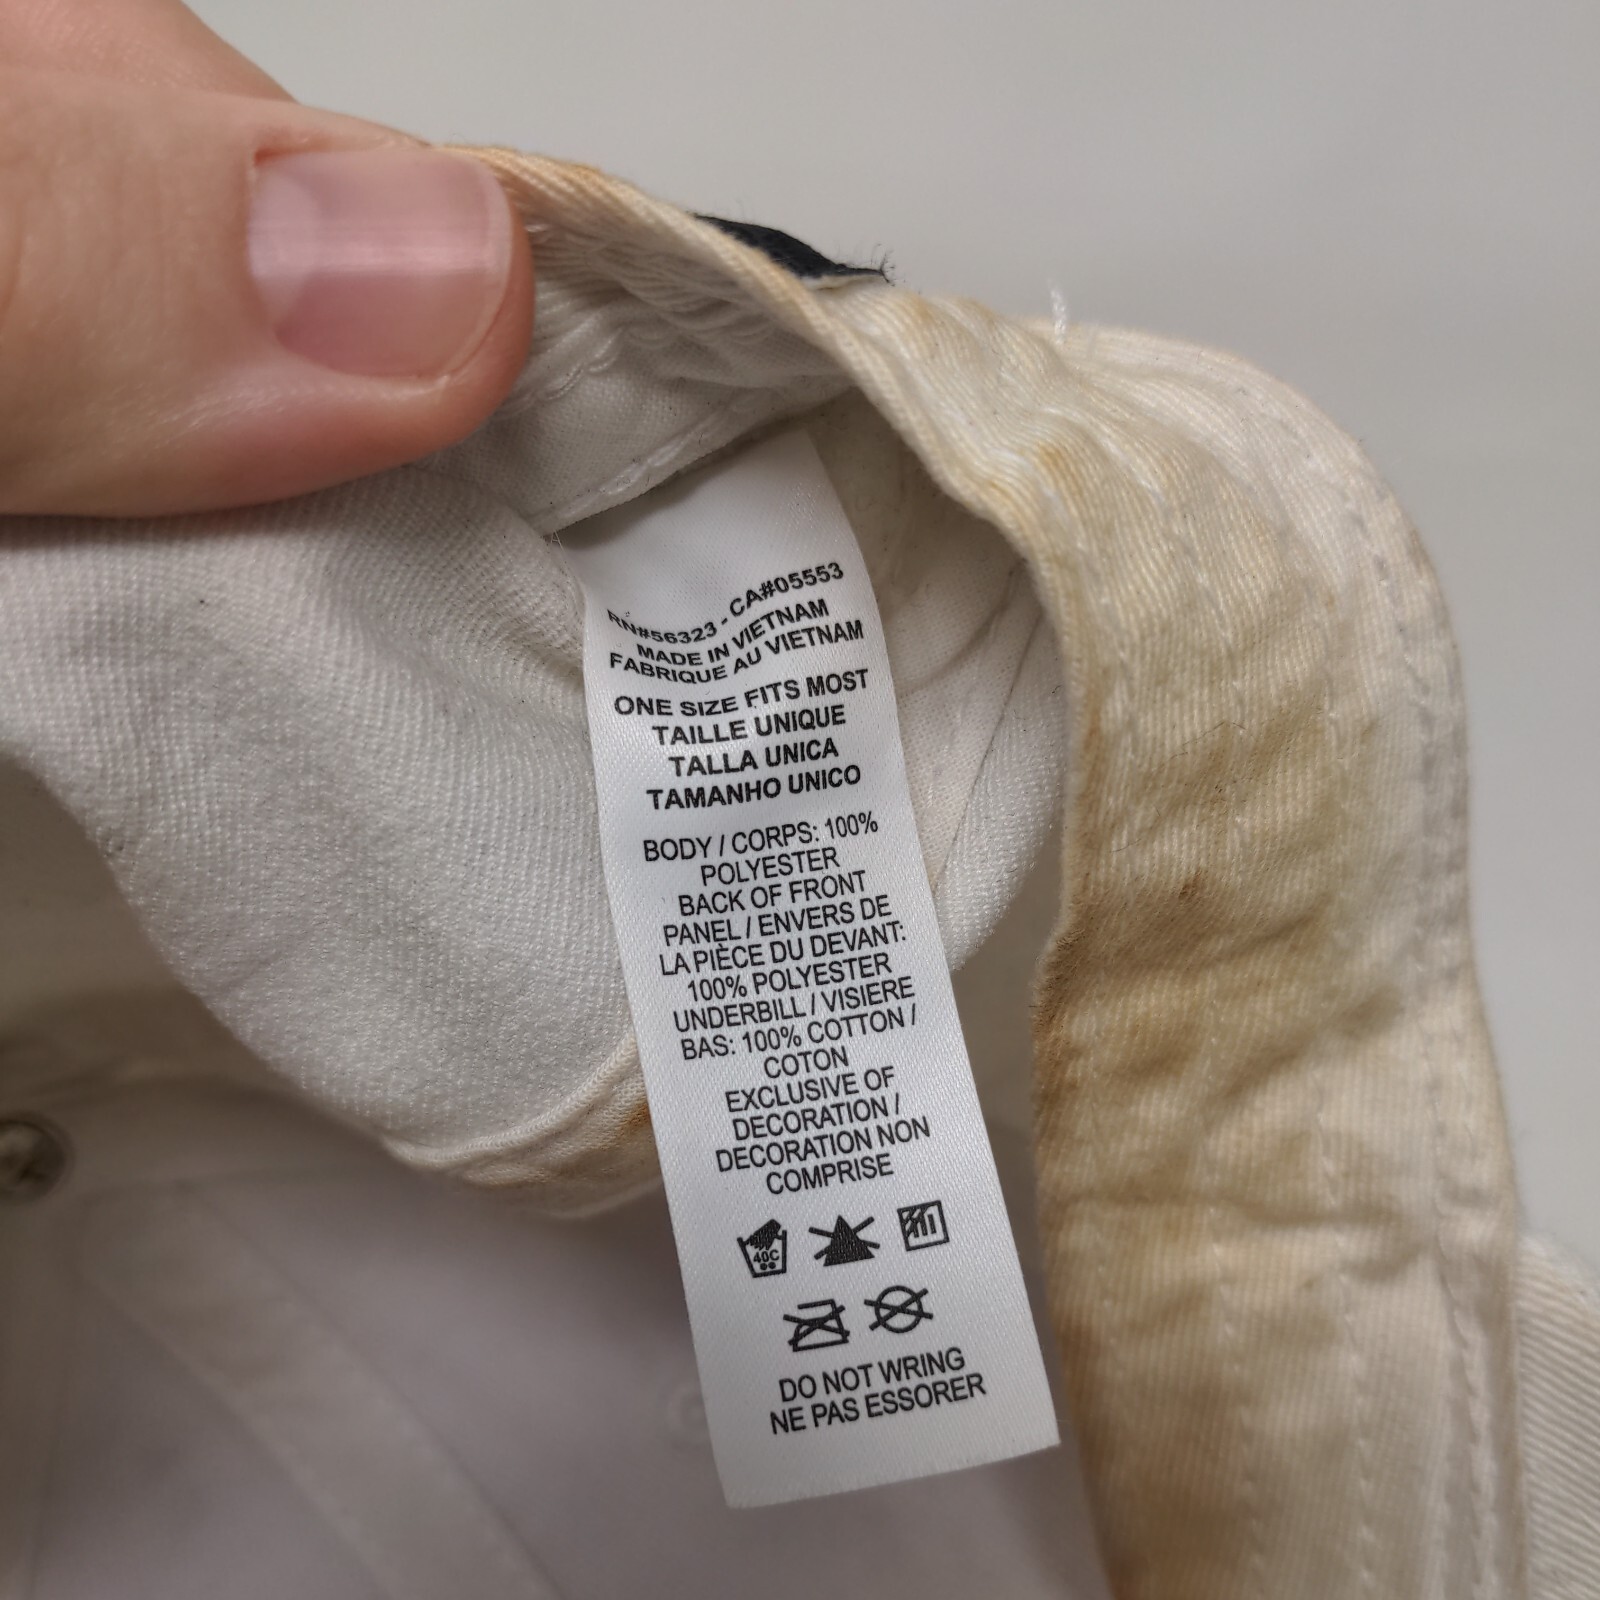 RN#56323 - CA#05553
MADE IN VIETNAM
FABRIQUE AU VIETNAM
ONE SIZE FITS MOST
TAILLE UNIQUE
TALLA UNICA
TAMANHO UNICO
BODY / CORPS: 100%
POLYESTER
BACK OF FRONT
PANEL / ENVERS DE
LA PIÈCE DU DEVANT:
100% POLYESTER
UNDERBILL / VISIERE
BAS: 100% COTTON /
COTON
EXCLUSIVE OF
DECORATION /
DECORATION NON
COMPRISE
40C
DO NOT WRING
NE PAS ESSORER